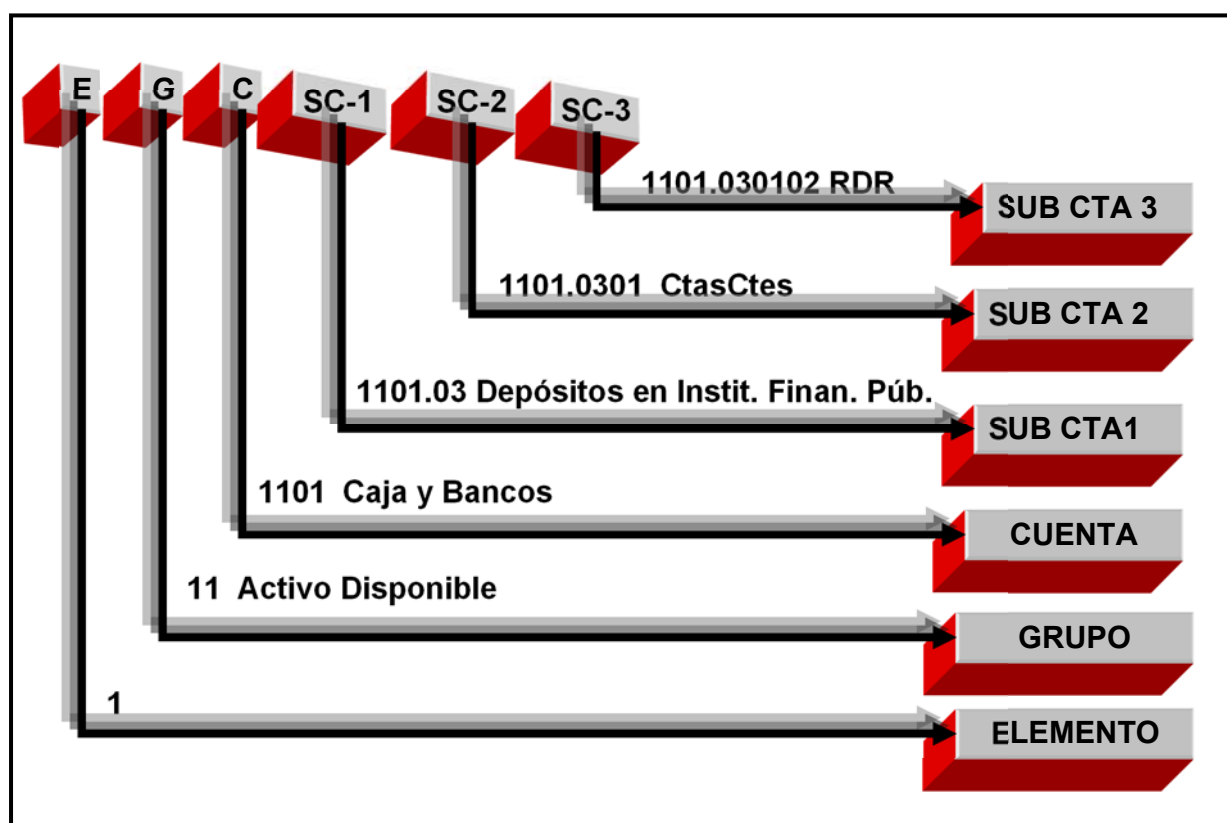 E G C SC-1 SC-2 SC-3
1101.030102 RDR
SUB CTA 3
1101.0301 CtasCtes
SUB CTA 2
1101.03 Depósitos en Instit. Finan. Púb.
SUB CTA1
1101 Caja y Bancos
CUENTA
11 Activo Disponible
GRUPO
1
ELEMENTO